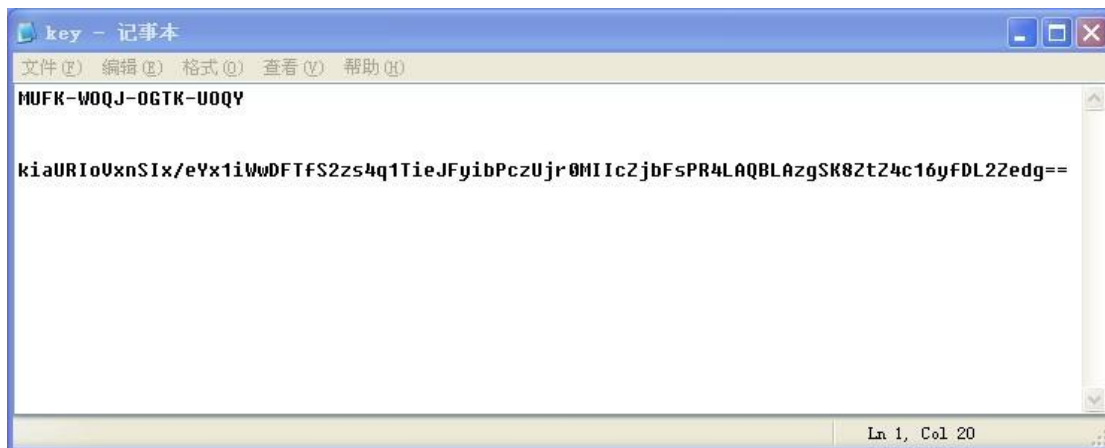 key - 记事本
文件(F) 编辑(E) 格式(O) 查看(V) 帮助(H)
MUFK-WOQJ-OGTK-UOQY
kiaURIoVxnSIx/eYx1iWwDFTfS2zs4q1TieJFyibPczUjr0MIIcZjbFsPR4LAQBLAzgSK8ZtZ4c16yfDL2Zedg==
Ln 1, Col 20